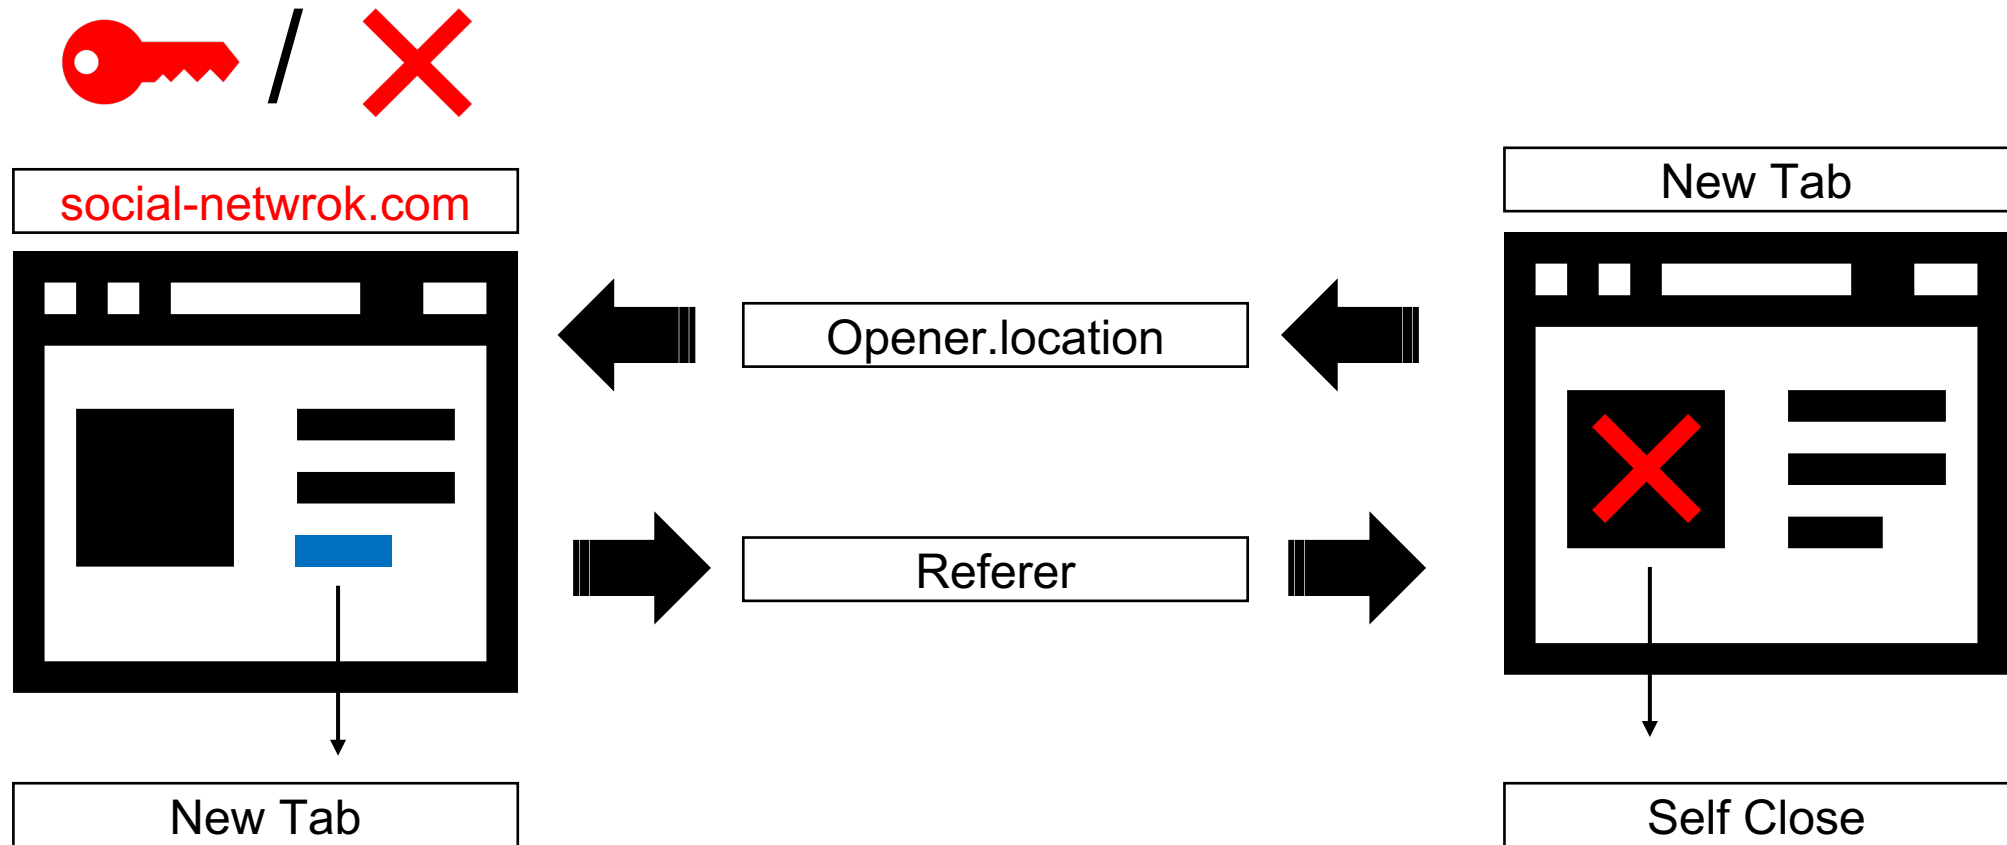 /
social-netwrok.com
New Tab
Opener.location
Referer
New Tab
Self Close